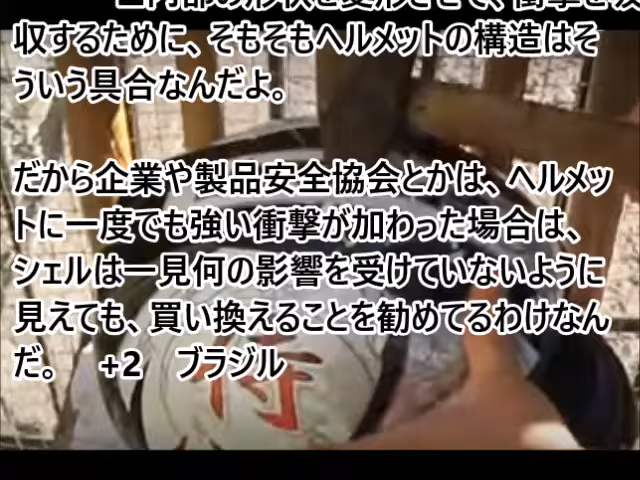 収するために、そもそもヘルメットの構造はそ
ういう具合なんだよ。
だから企業や製品安全協会とかは、ヘルメッ
トに一度でも強い衝撃が加わった場合は、
シェルは一見何の影響を受けていないように
見えても、買い換えることを勧めてるわけなん
だ。 +2 ブラジル
侍